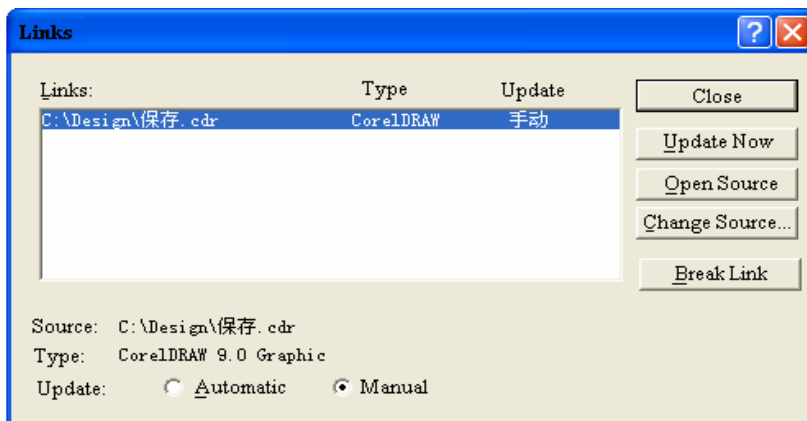 Links
Links: Type Update
C:\Design\保存.cdr CorelDRAW 手动
Close
Update Now
Open Source
Change Source...
Break Link
Source: C:\Design\保存.cdr
Type: CorelDRAW 9.0 Graphic
Update: Automatic Manual